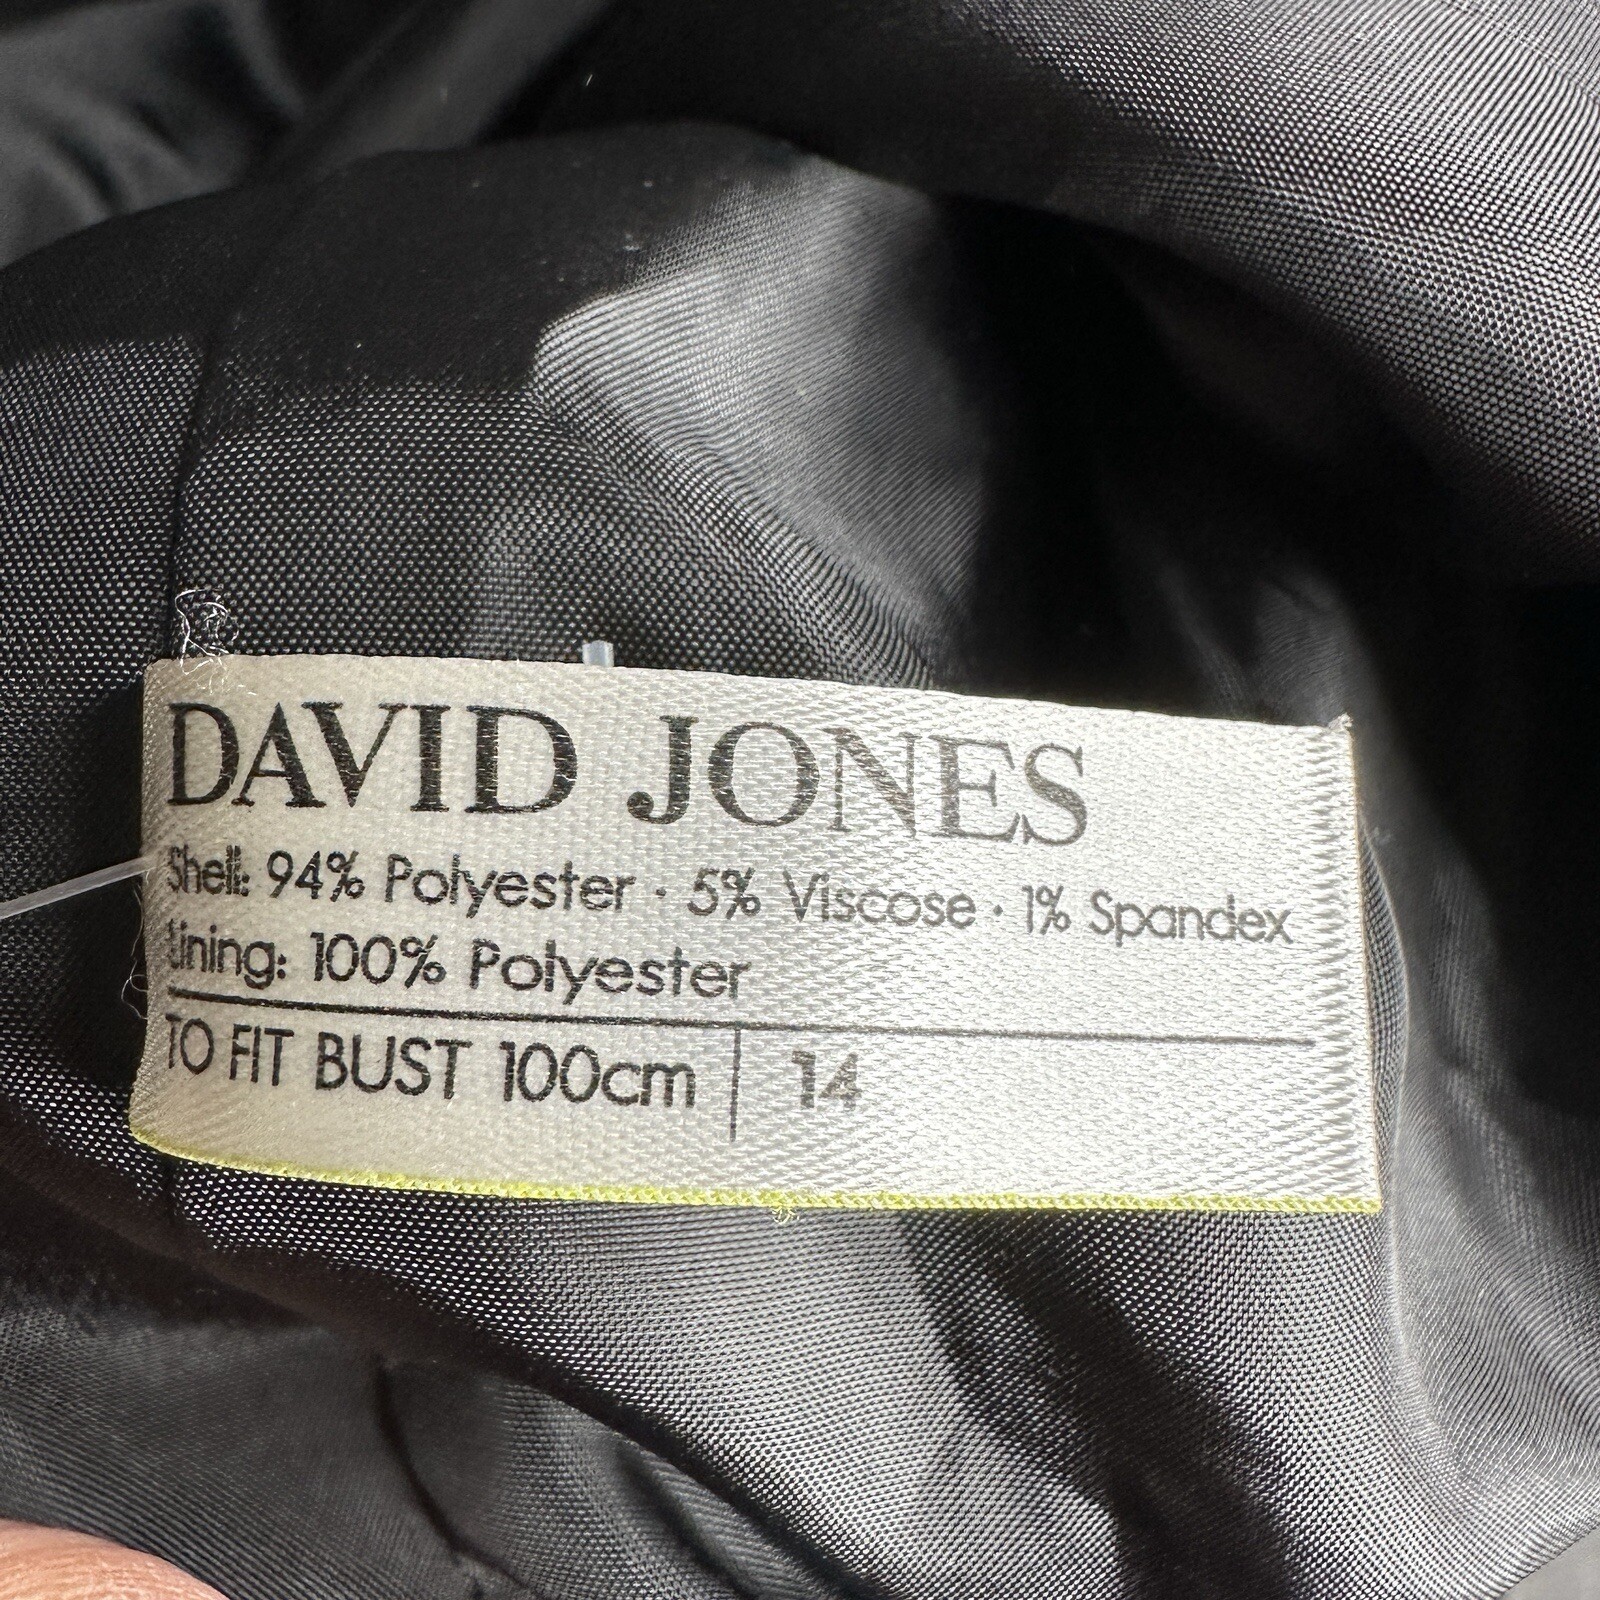 DAVID JONES
Shell: 94% Polyester · 5% Viscose · 1% Spandex
Lining: 100% Polyester
TO FIT BUST 100cm | 14